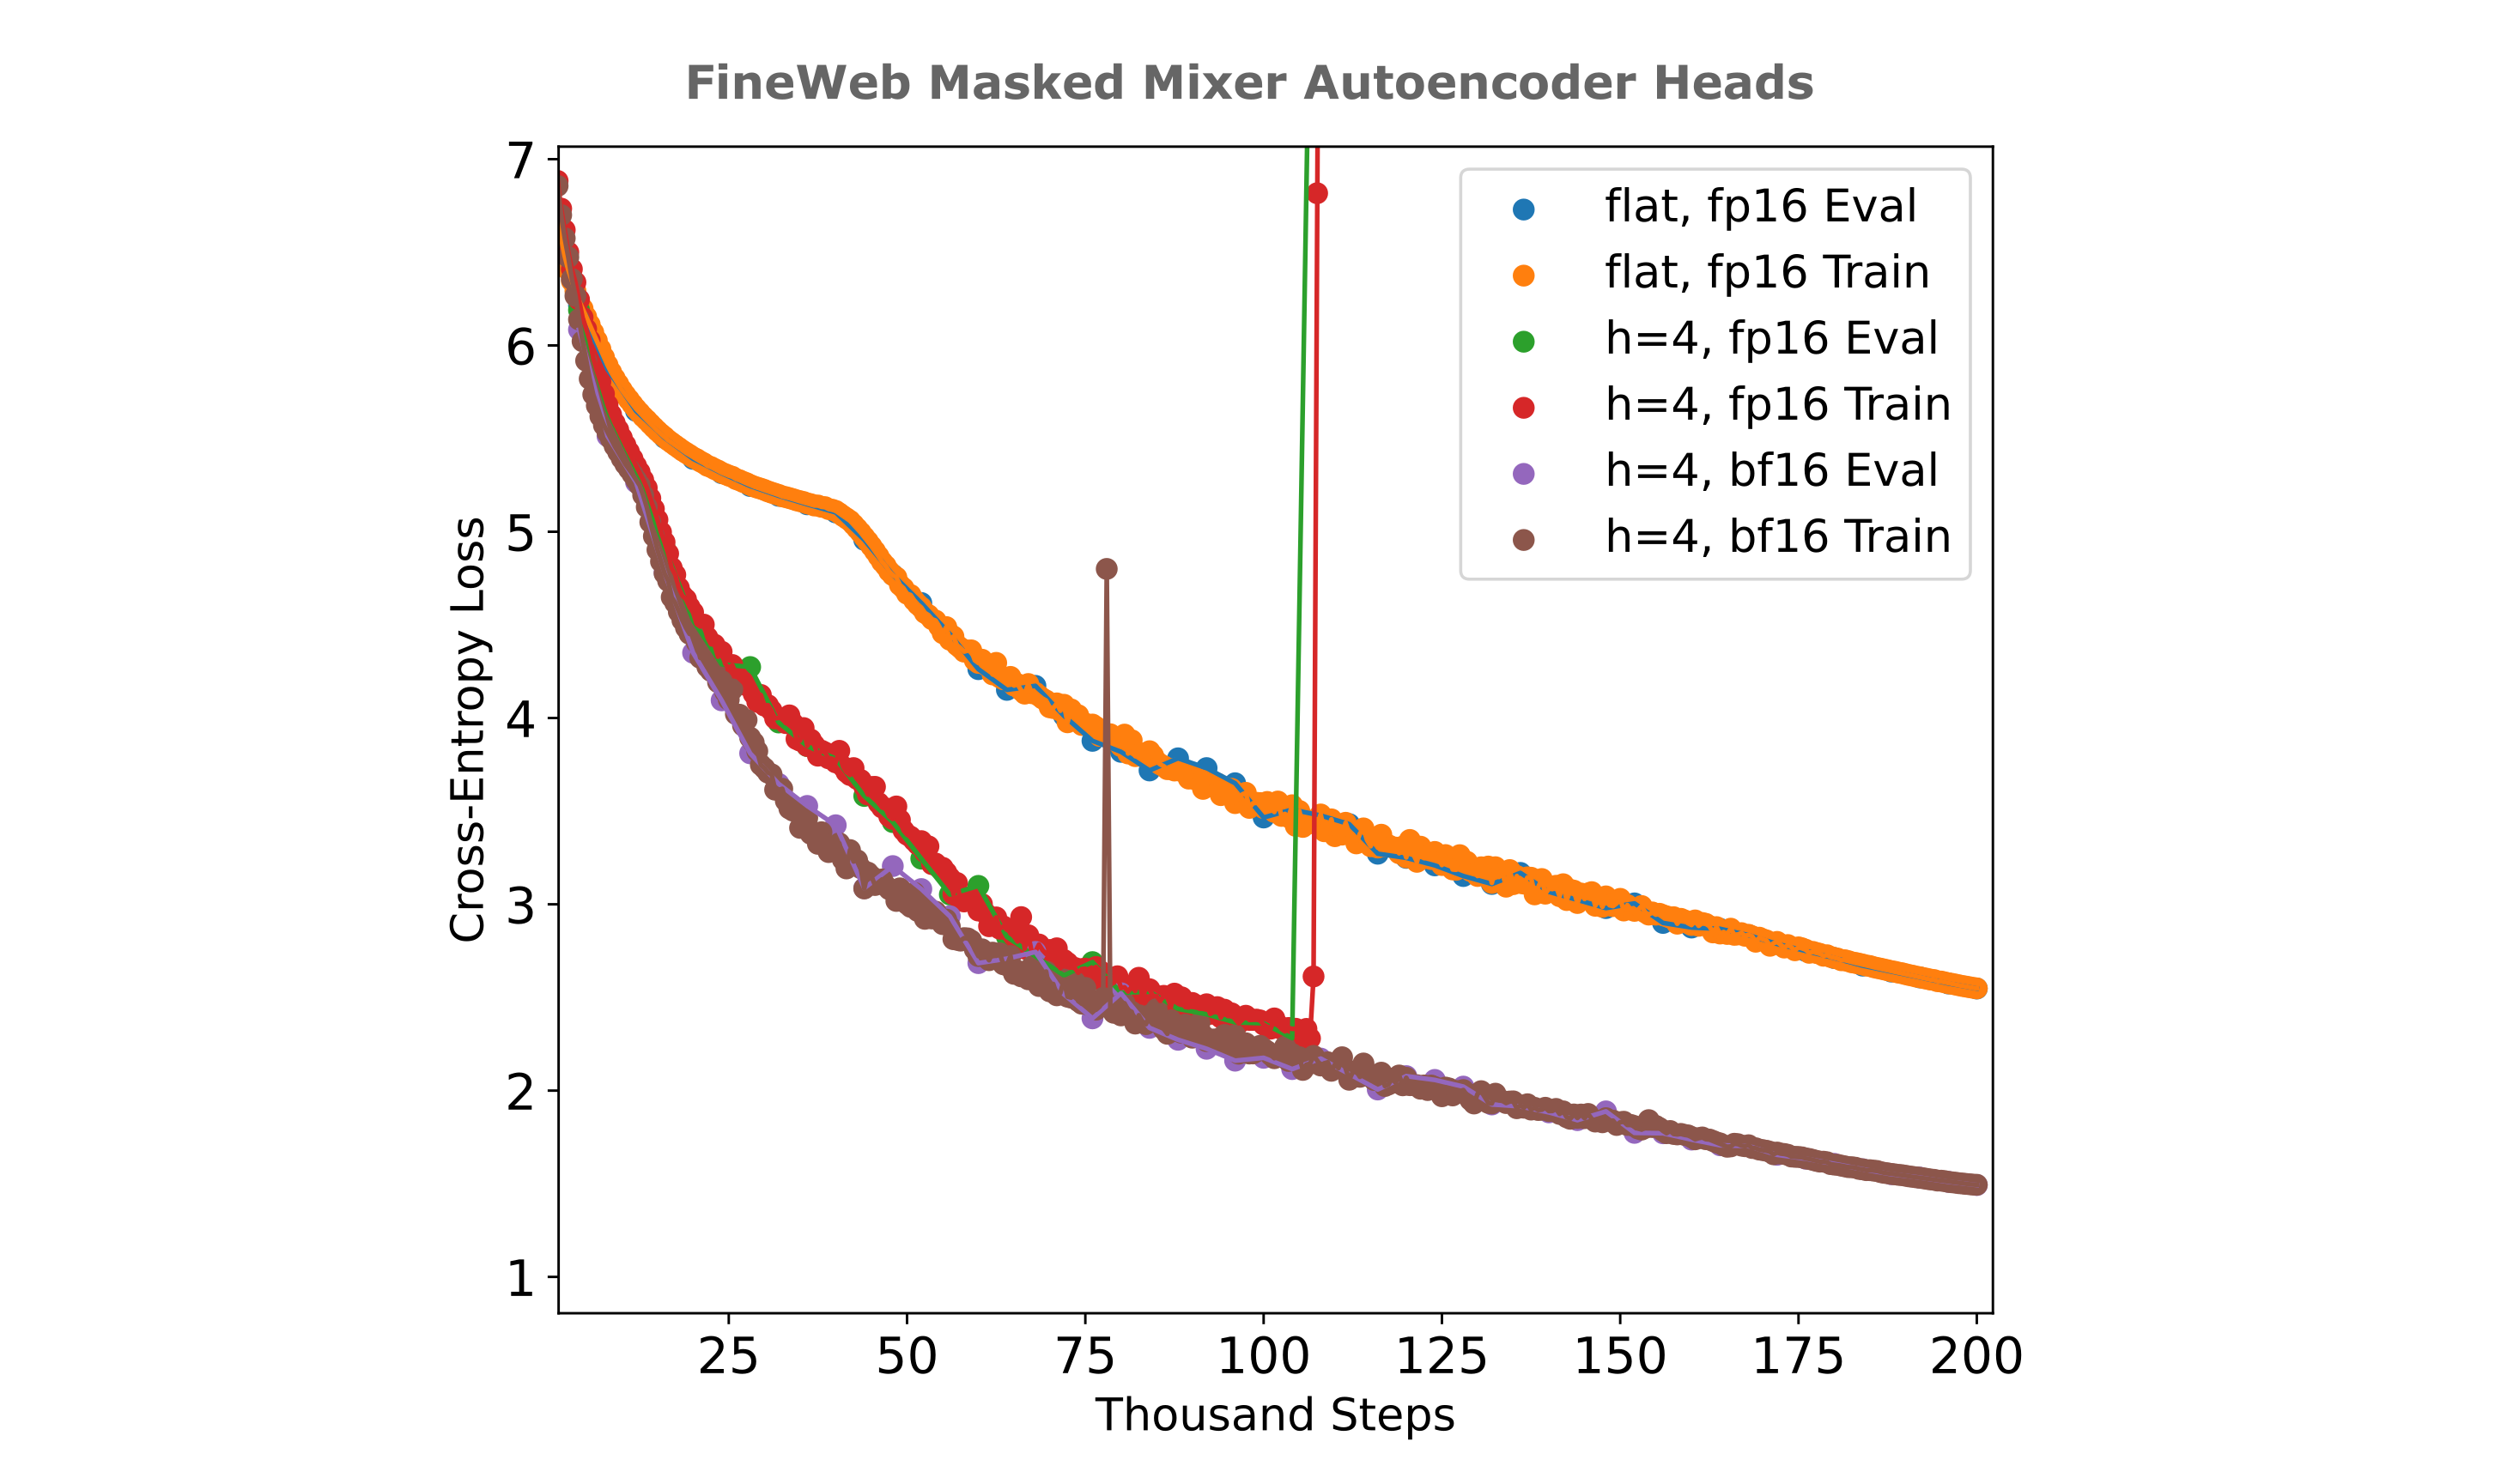 FineWeb Masked Mixer Autoencoder Heads
7
6
5
4
3
2
1
Cross-Entropy Loss
flat, fp16 Eval
flat, fp16 Train
h=4, fp16 Eval
h=4, fp16 Train
h=4, bf16 Eval
h=4, bf16 Train
25 50 75 100 125 150 175 200
Thousand Steps